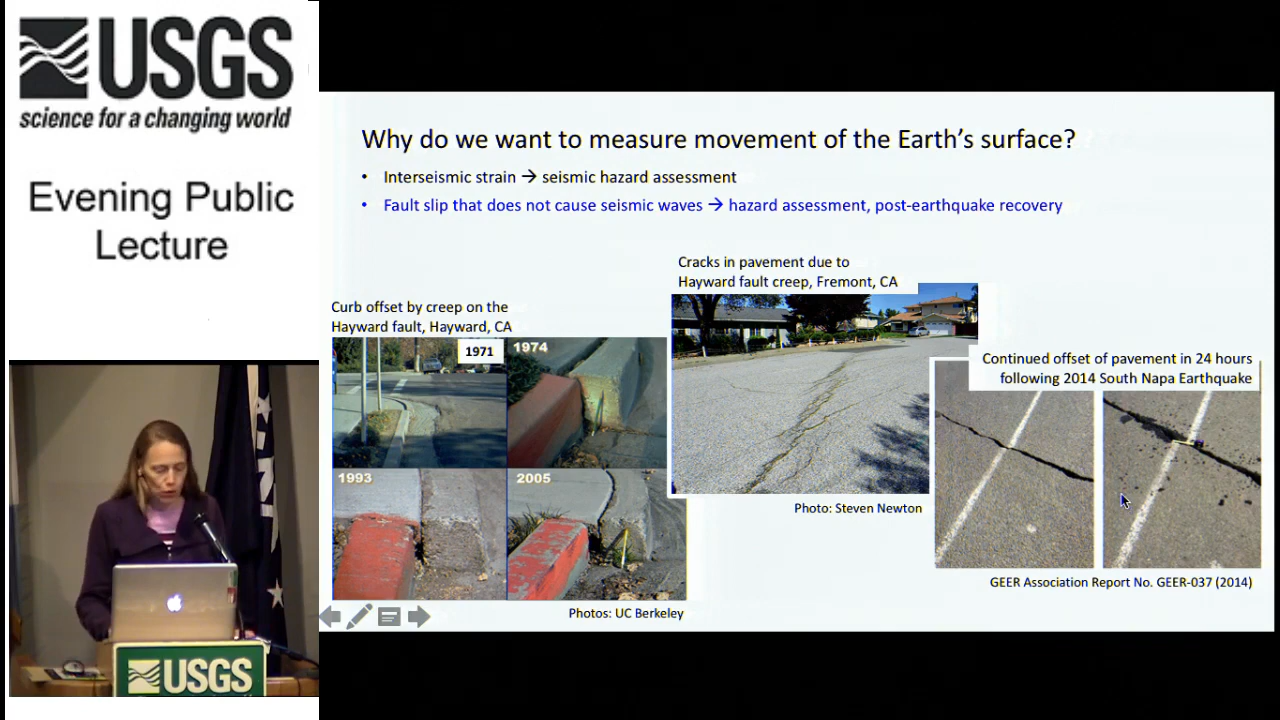 USGS
science for a changing world
Evening Public
Lecture
Why do we want to measure movement of the Earth's surface?
• Interseismic strain → seismic hazard assessment
• Fault slip that does not cause seismic waves → hazard assessment, post-earthquake recovery
Cracks in pavement due to
Hayward fault creep, Fremont, CA
Curb offset by creep on the
Hayward fault, Hayward, CA
1971
1974
1993
2005
Continued offset of pavement in 24 hours
following 2014 South Napa Earthquake
Photo: Steven Newton
GEER Association Report No. GEER-037 (2014)
Photos: UC Berkeley
USGS